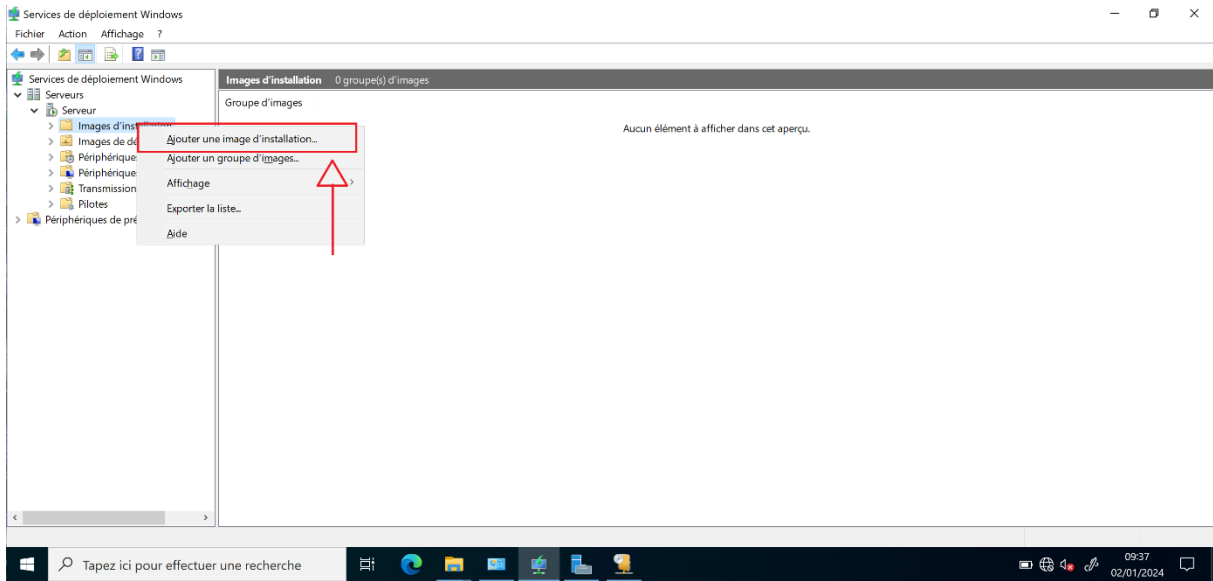 Services de déploiement Windows
Fichier Action Affichage ?
Services de déploiement Windows
Serveurs
Serveur
Images d'installation
Images de dé
Périphérique
Périphérique
Transmission
Pilotes
Périphériques de pré
Ajouter une image d'installation...
Ajouter un groupe d'images...
Affichage
Exporter la liste...
Aide
Images d'installation 0 groupe(s) d'images
Groupe d'images
Aucun élément à afficher dans cet aperçu.
Tapez ici pour effectuer une recherche
09:37
02/01/2024